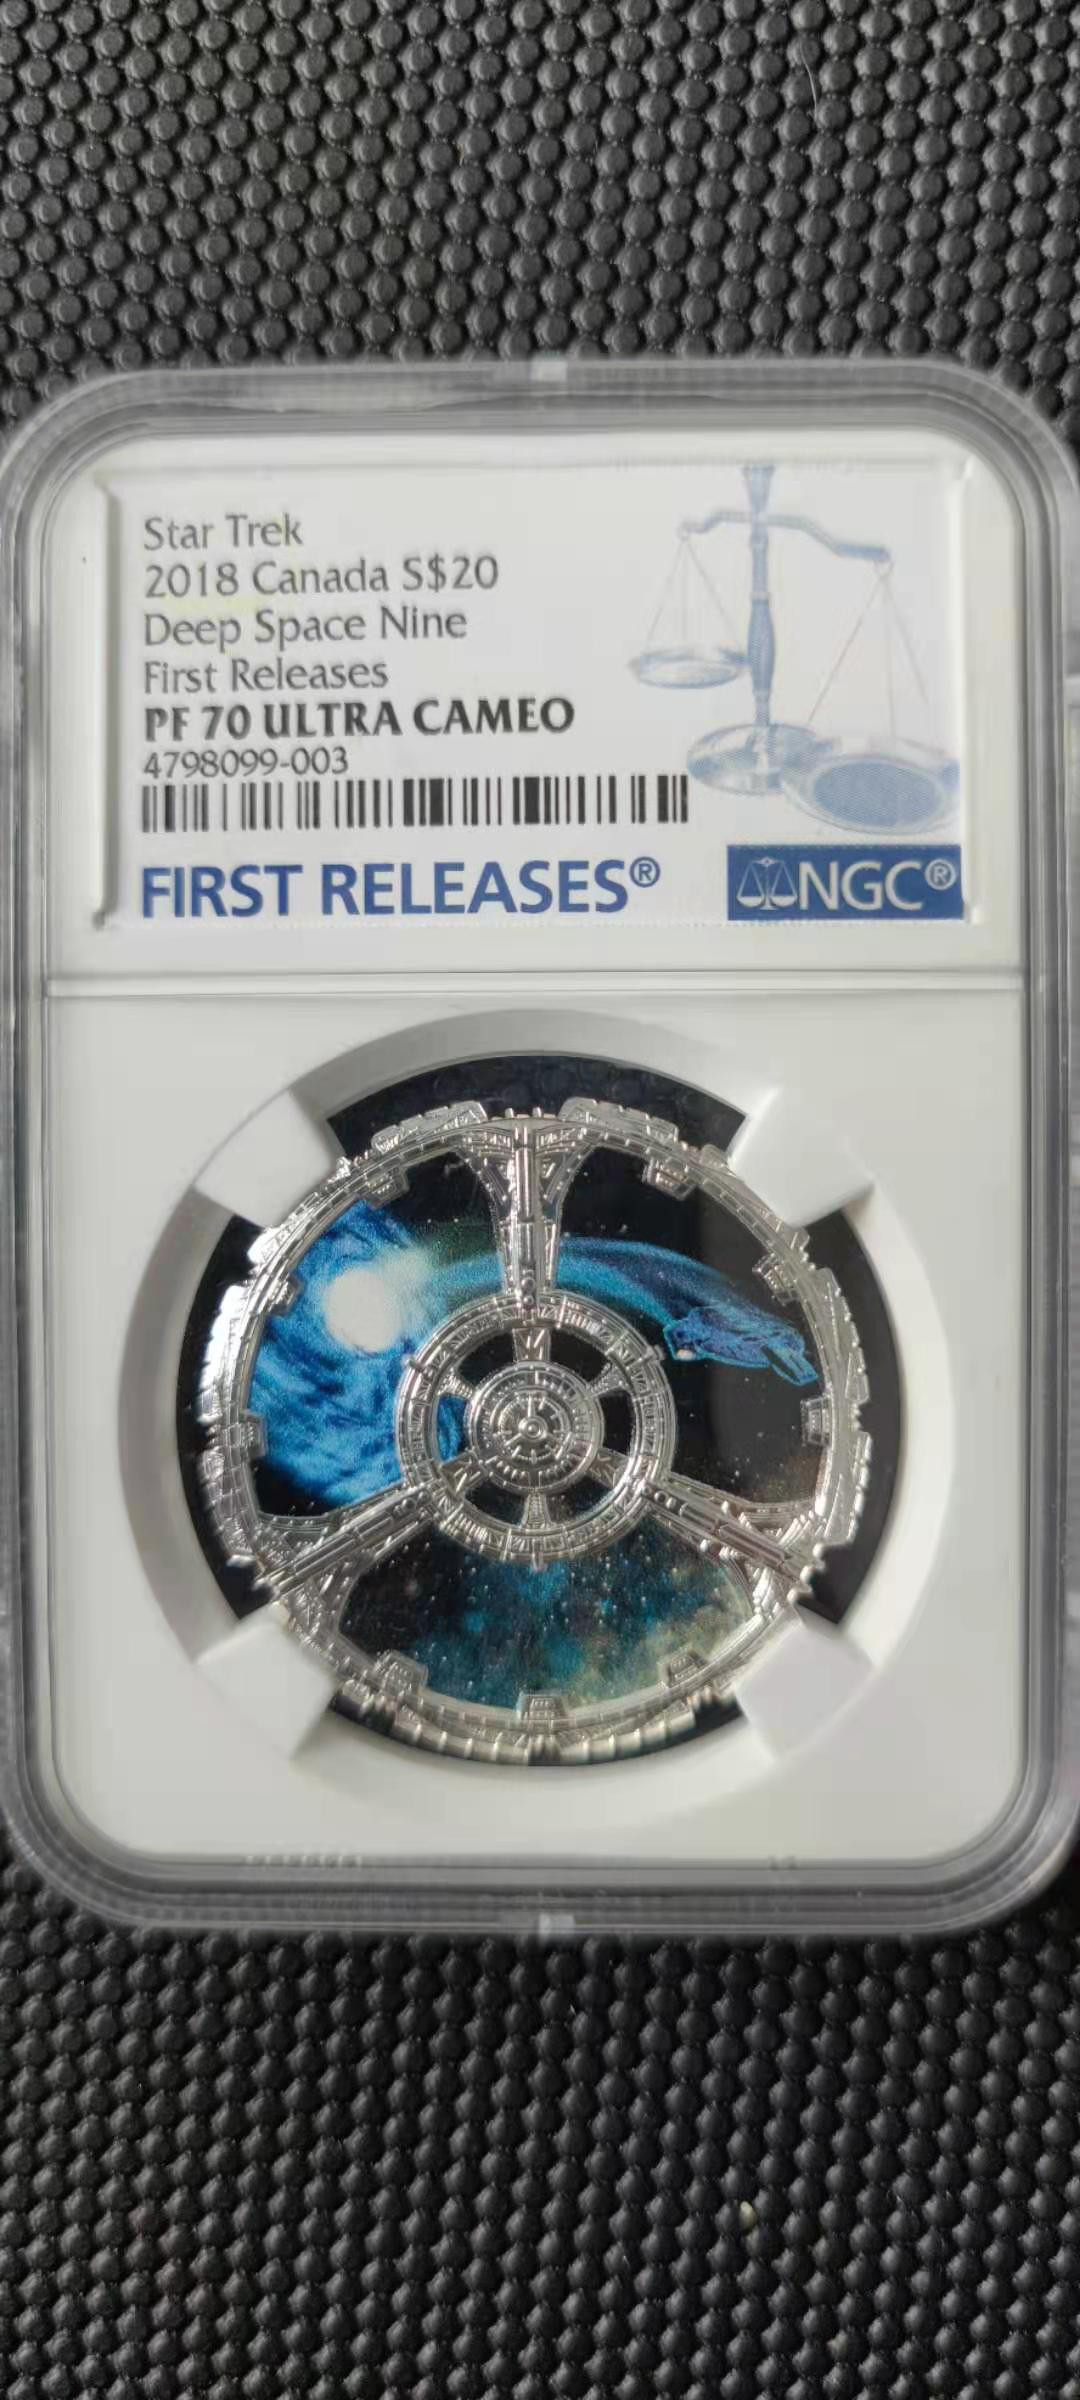 Star Trek
2018 Canada S$20
Deep Space Nine
First Releases
PF 70 ULTRA CAMEO
4798099-003
FIRST RELEASES®
NGC®